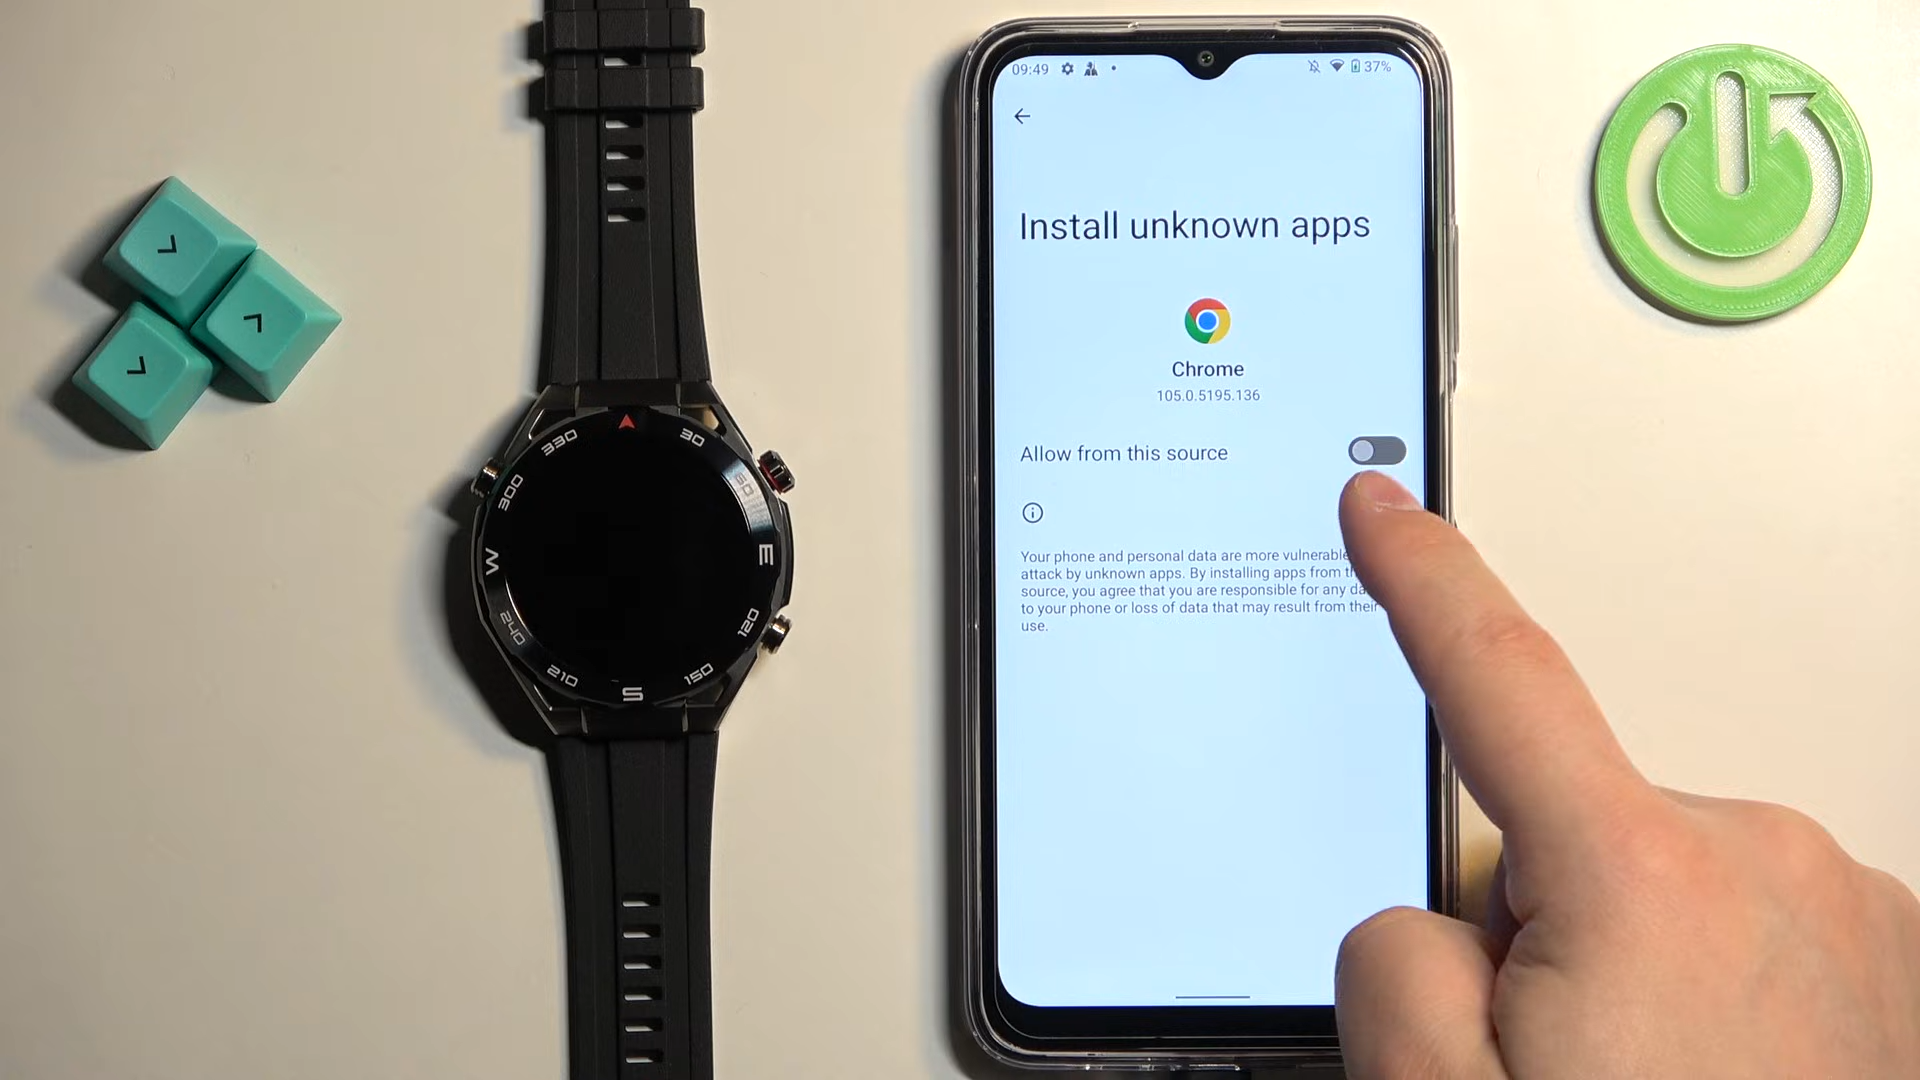 09:49
37%
Install unknown apps
Chrome
105.0.5195.136
Allow from this source
Your phone and personal data are more vulnerable
attack by unknown apps. By installing apps from
source, you agree that you are responsible for any
to your phone or loss of data that may result from their
use.
330
30
300
60
W
E
240
120
210
150
S